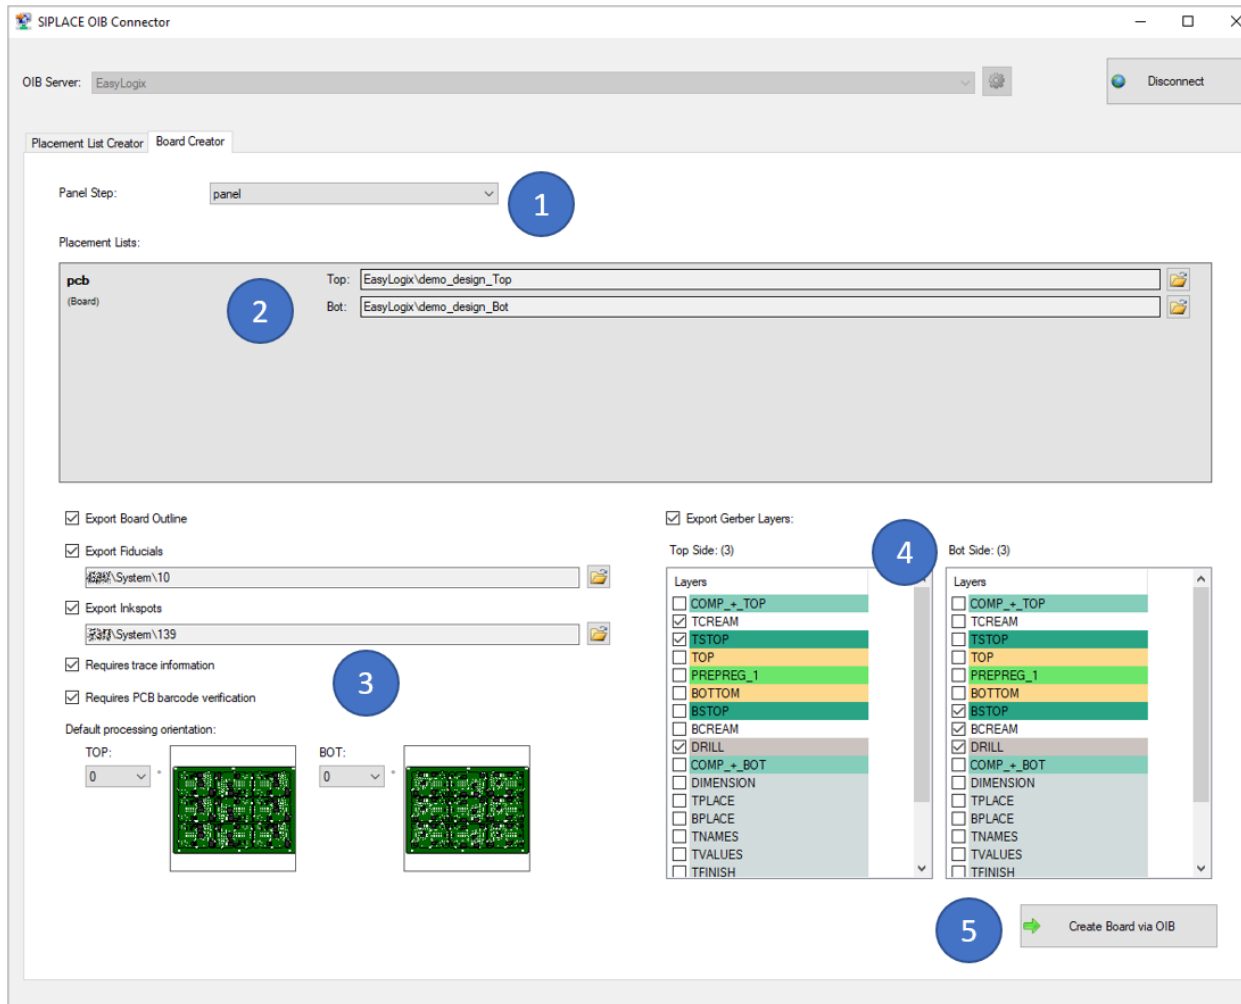 SIPLACE OIB Connector
OIB Server: EasyLogix
Disconnect
Placement List Creator Board Creator
Panel Step: panel
1
Placement Lists:
pcb
(Board)
2
Top: EasyLogix\demo_design_Top
Bot: EasyLogix\demo_design_Bot
Export Board Outline
Export Fiducials
\System\10
Export Inkspots
\System\139
Requires trace information
3
Requires PCB barcode verification
Default processing orientation:
TOP:
0 °
BOT:
0 °
Export Gerber Layers:
4
Top Side: (3)
Layers
COMP_+_TOP
TCREAM
TSTOP
TOP
PREPREG_1
BOTTOM
BSTOP
BCREAM
DRILL
COMP_+_BOT
DIMENSION
TPLACE
BPLACE
TNAMES
TVALUES
TFINISH
Bot Side: (3)
Layers
COMP_+_TOP
TCREAM
TSTOP
TOP
PREPREG_1
BOTTOM
BSTOP
BCREAM
DRILL
COMP_+_BOT
DIMENSION
TPLACE
BPLACE
TNAMES
TVALUES
TFINISH
5
Create Board via OIB